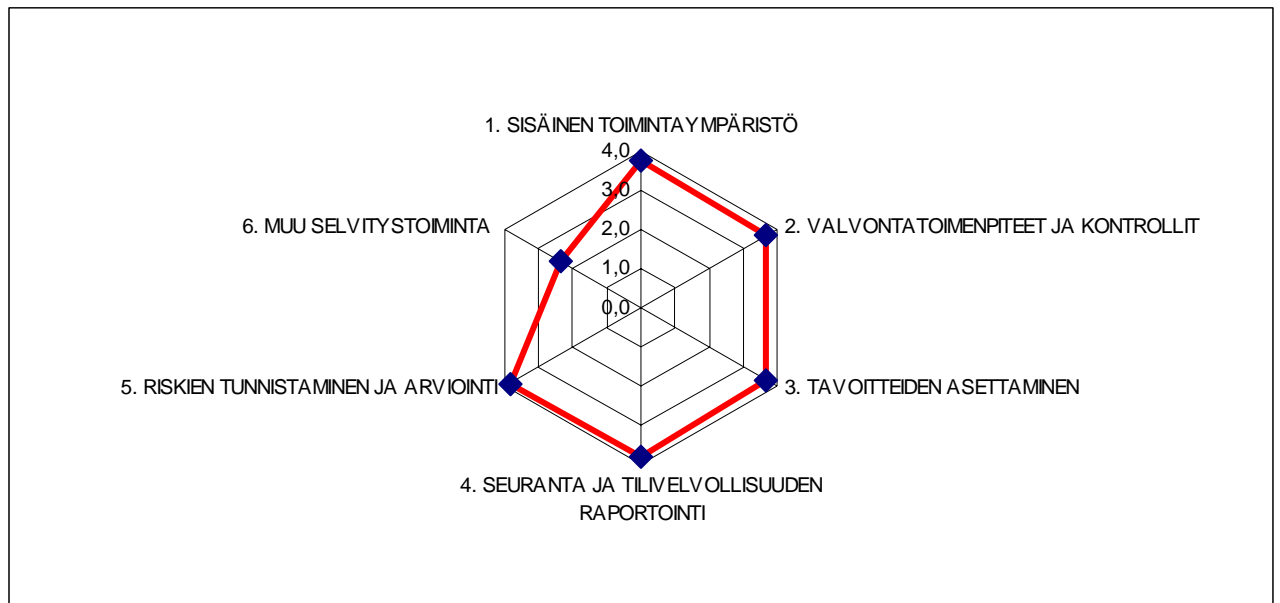 1. SISÄINEN TOIMINTAYMPÄRISTÖ
4,0
3,0
2,0
1,0
0,0
2. VALVONTATOIMENPITEET JA KONTROLLIT
3. TAVOITTEIDEN ASETTAMINEN
4. SEURANTA JA TILIVELVOLLISUUDEN
RAPORTOINTI
5. RISKIEN TUNNISTAMINEN JA ARVIOINTI
6. MUU SELVITYSTOIMINTA